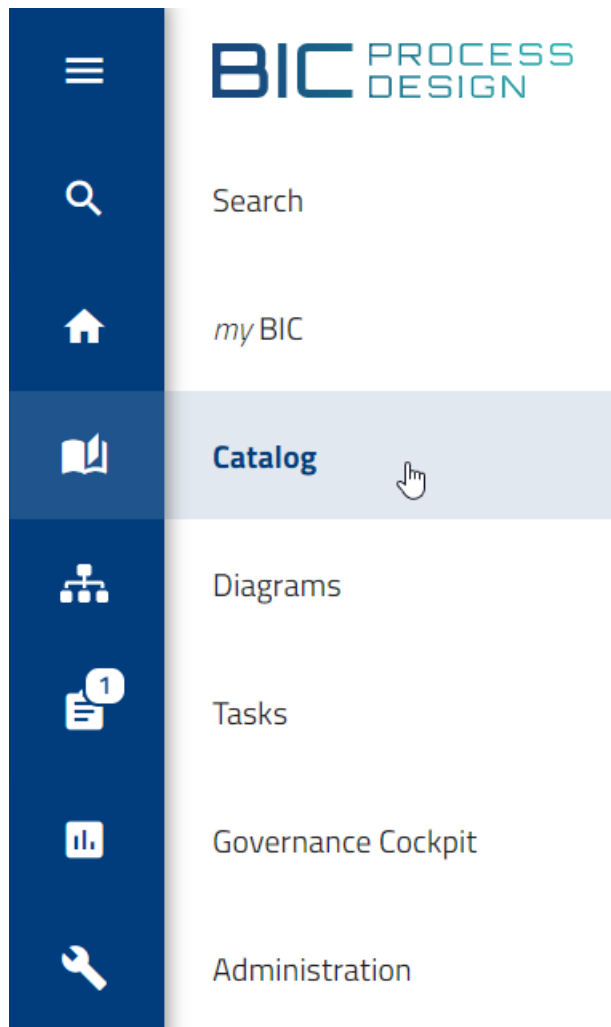 BIC PROCESS
DESIGN
Search
my BIC
Catalog
Diagrams
1
Tasks
Governance Cockpit
Administration